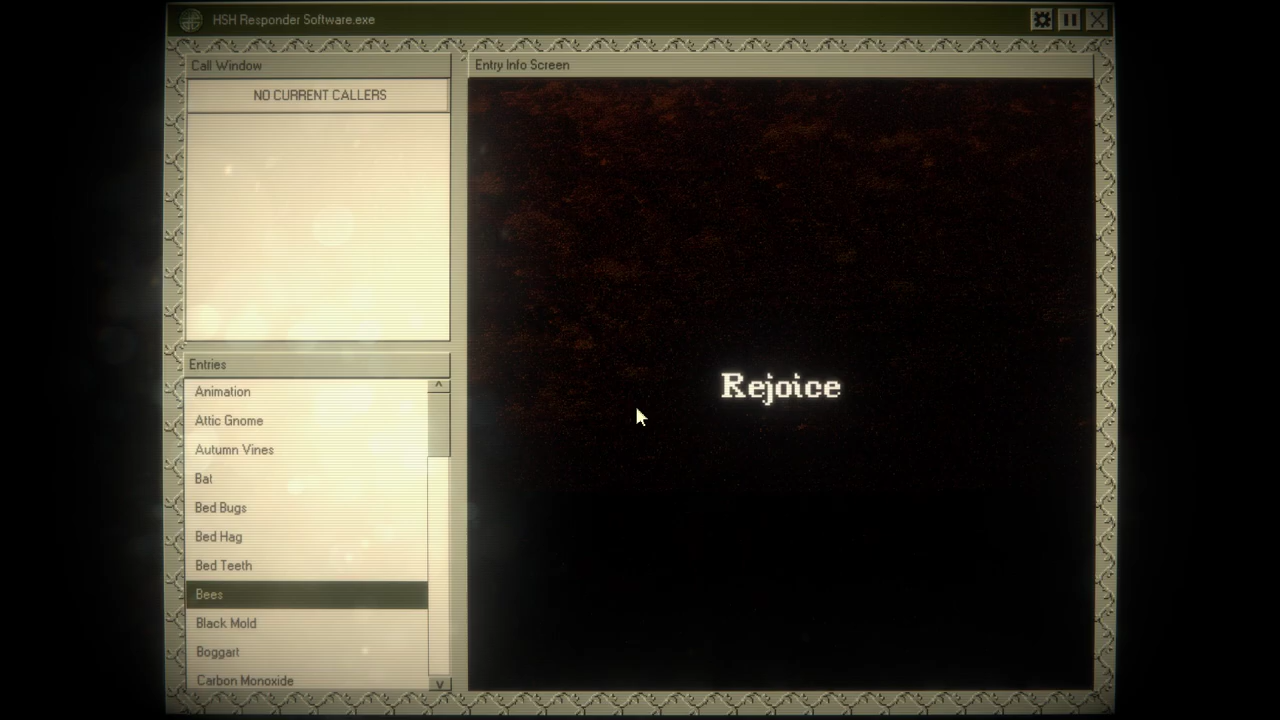 HSH Responder Software.exe
Call Window
NO CURRENT CALLERS
Entries
Animation
Attic Gnome
Autumn Vines
Bat
Bed Bugs
Bed Hag
Bed Teeth
Bees
Black Mold
Boggart
Carbon Monoxide
Entry Info Screen
Rejoice